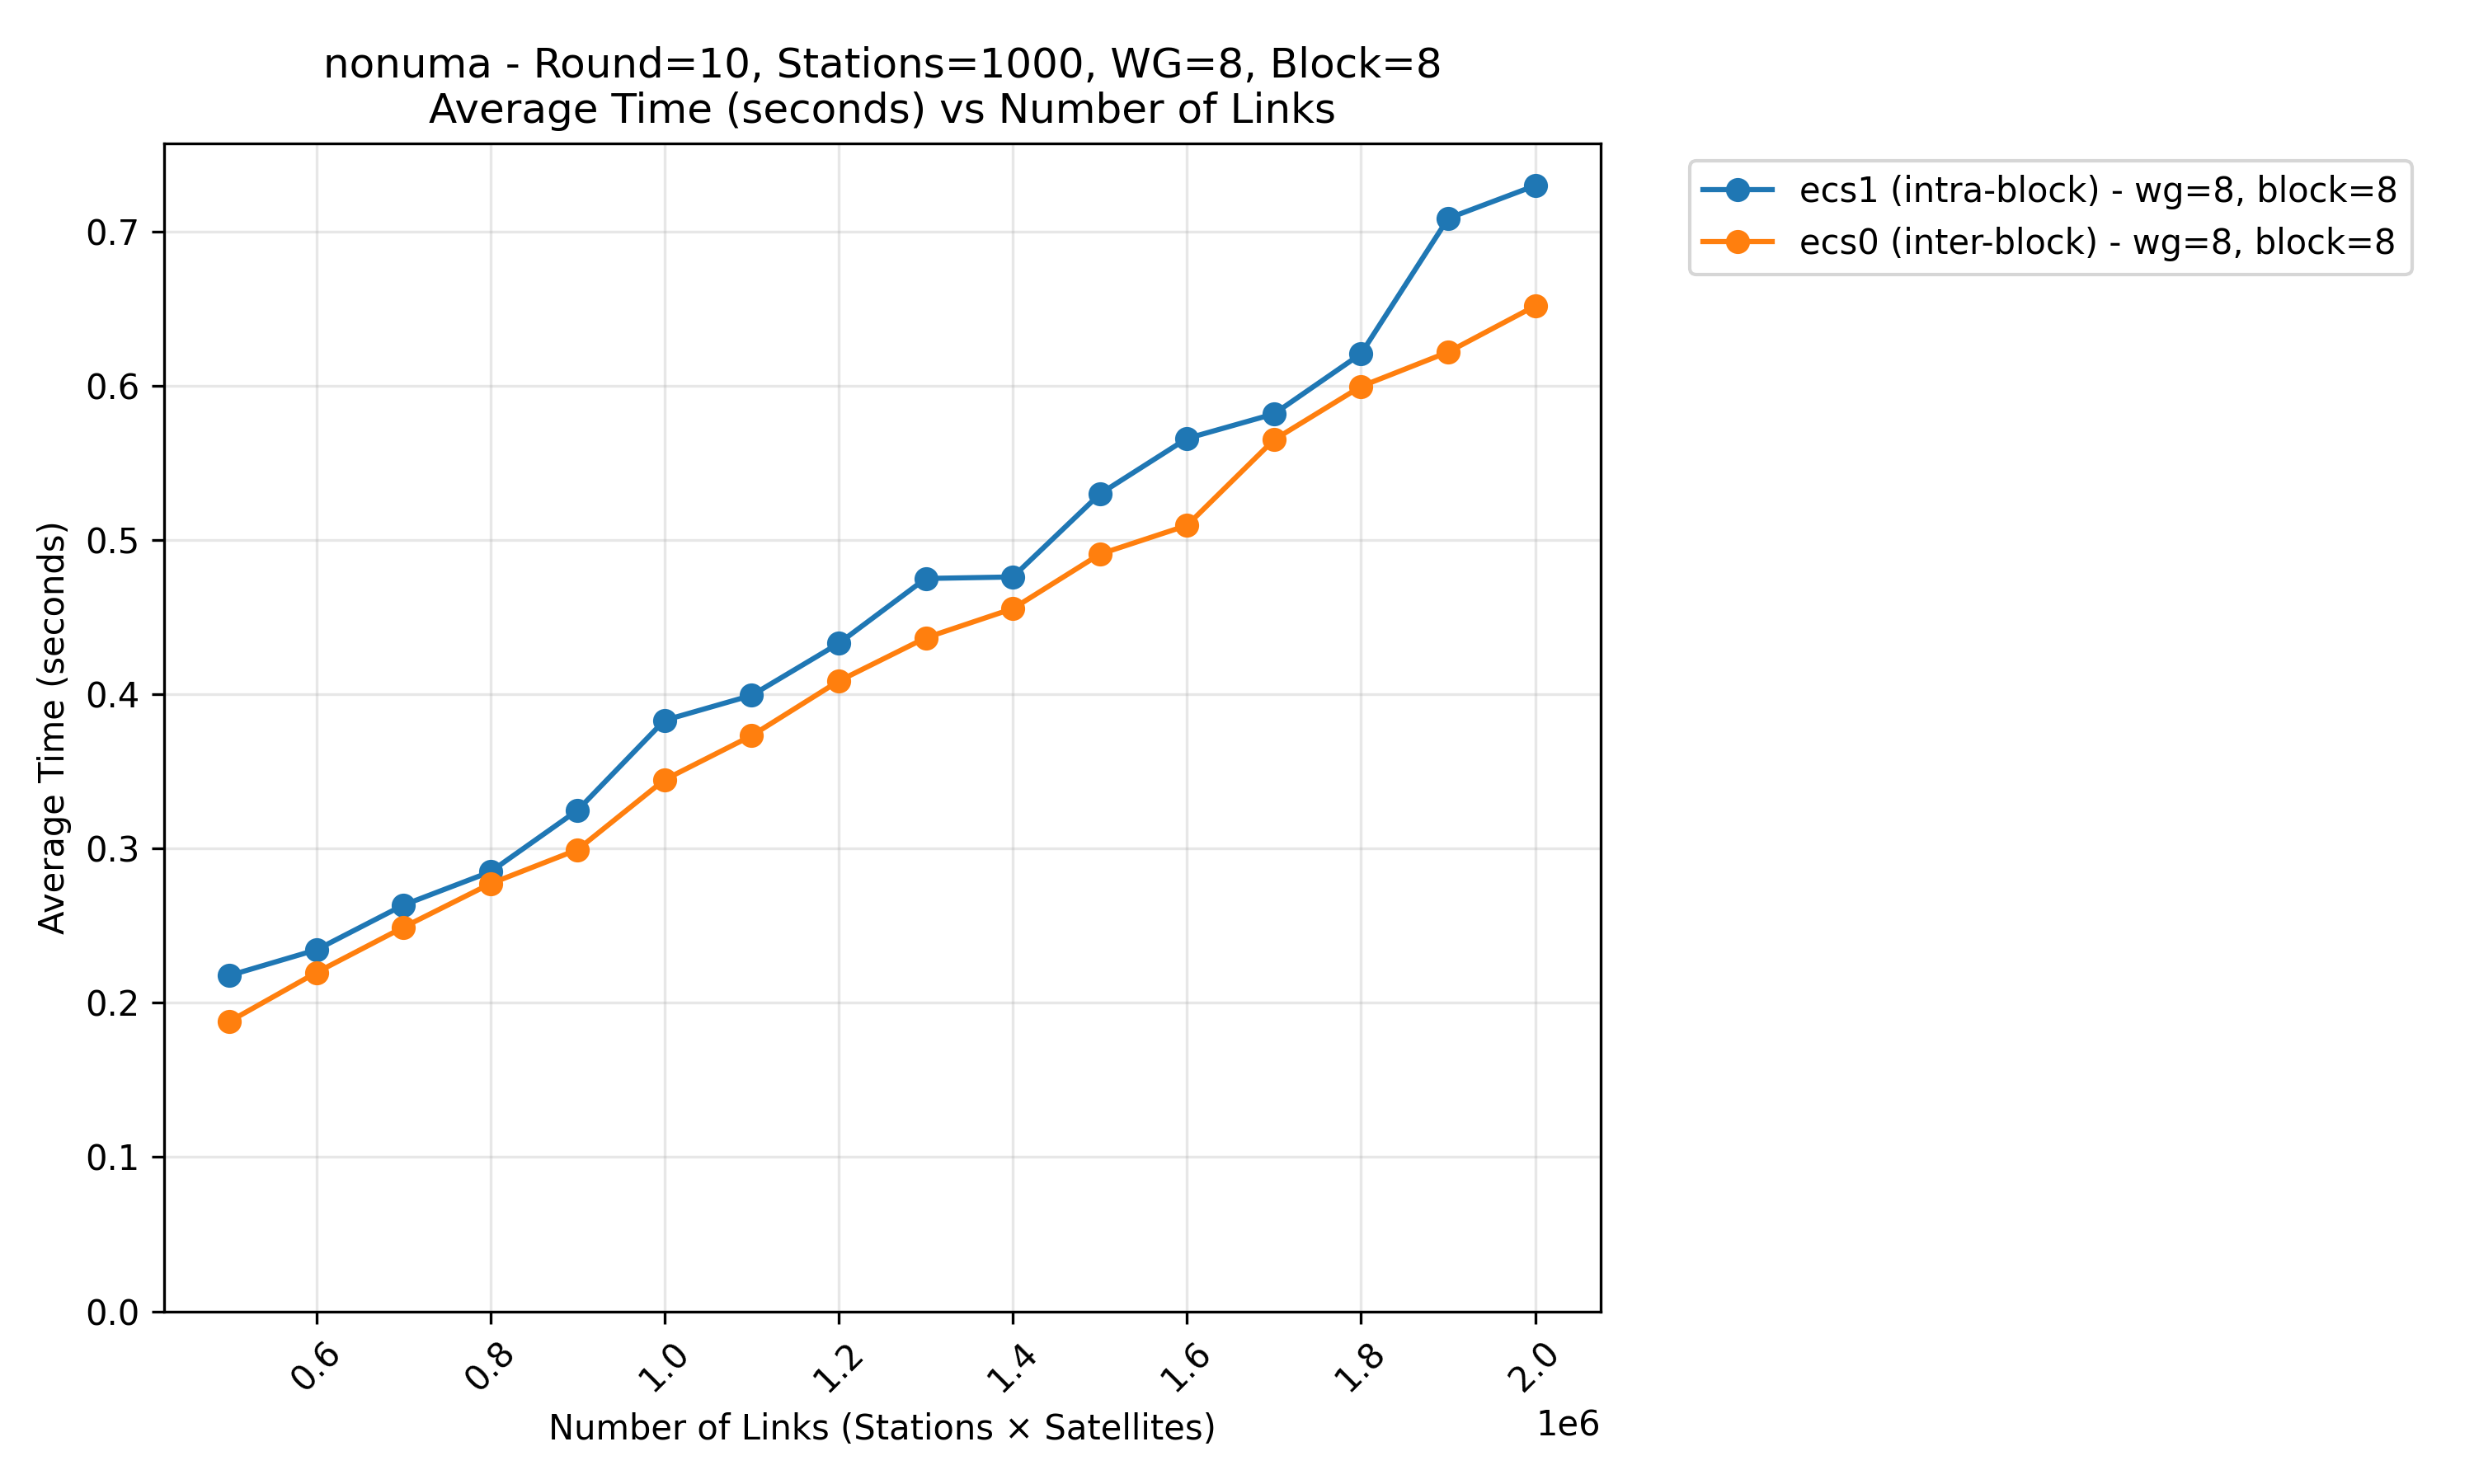 nonuma - Round=10, Stations=1000, WG=8, Block=8
Average Time (seconds) vs Number of Links
ecs1 (intra-block) - wg=8, block=8
ecs0 (inter-block) - wg=8, block=8
Average Time (seconds)
0.7
0.6
0.5
0.4
0.3
0.2
0.1
0.0
0.6
0.8
1.0
1.2
1.4
1.6
1.8
2.0
1e6
Number of Links (Stations × Satellites)